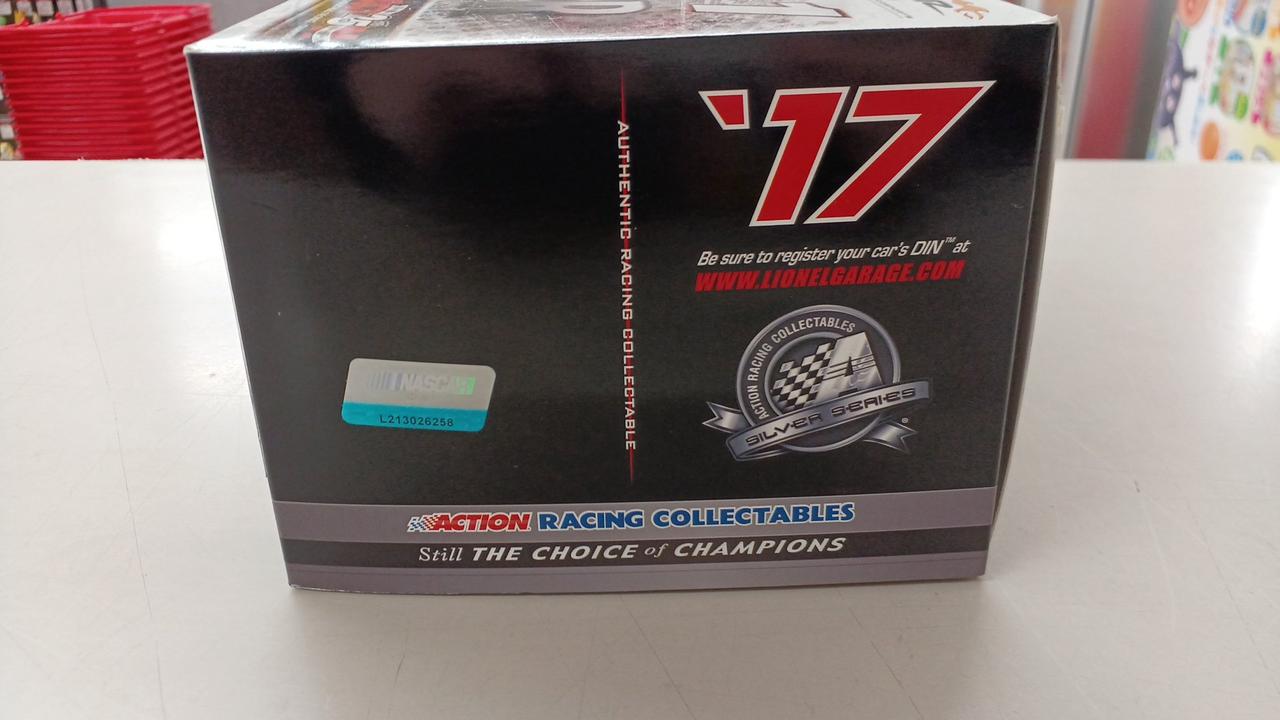 '17
Be sure to register your car's DIN™ at
WWW.LIONELGARAGE.COM
AUTHENTIC RACING COLLECTABLE
ACTION RACING COLLECTABLES
A
SILVER SERIES®
NASCAR
L213026258
ACTION RACING COLLECTABLES
Still THE CHOICE of CHAMPIONS